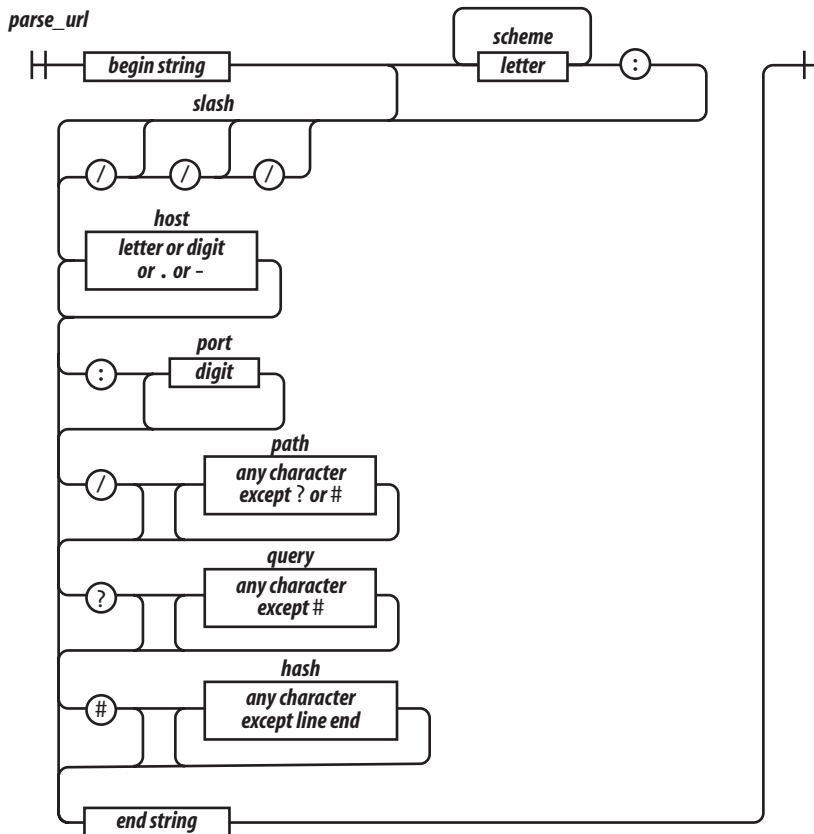 parse_url
scheme
begin string
letter
:
slash
/
/
/
host
letter or digit
or . or -
port
:
digit
path
/
any character
except ? or #
query
?
any character
except #
hash
#
any character
except line end
end string